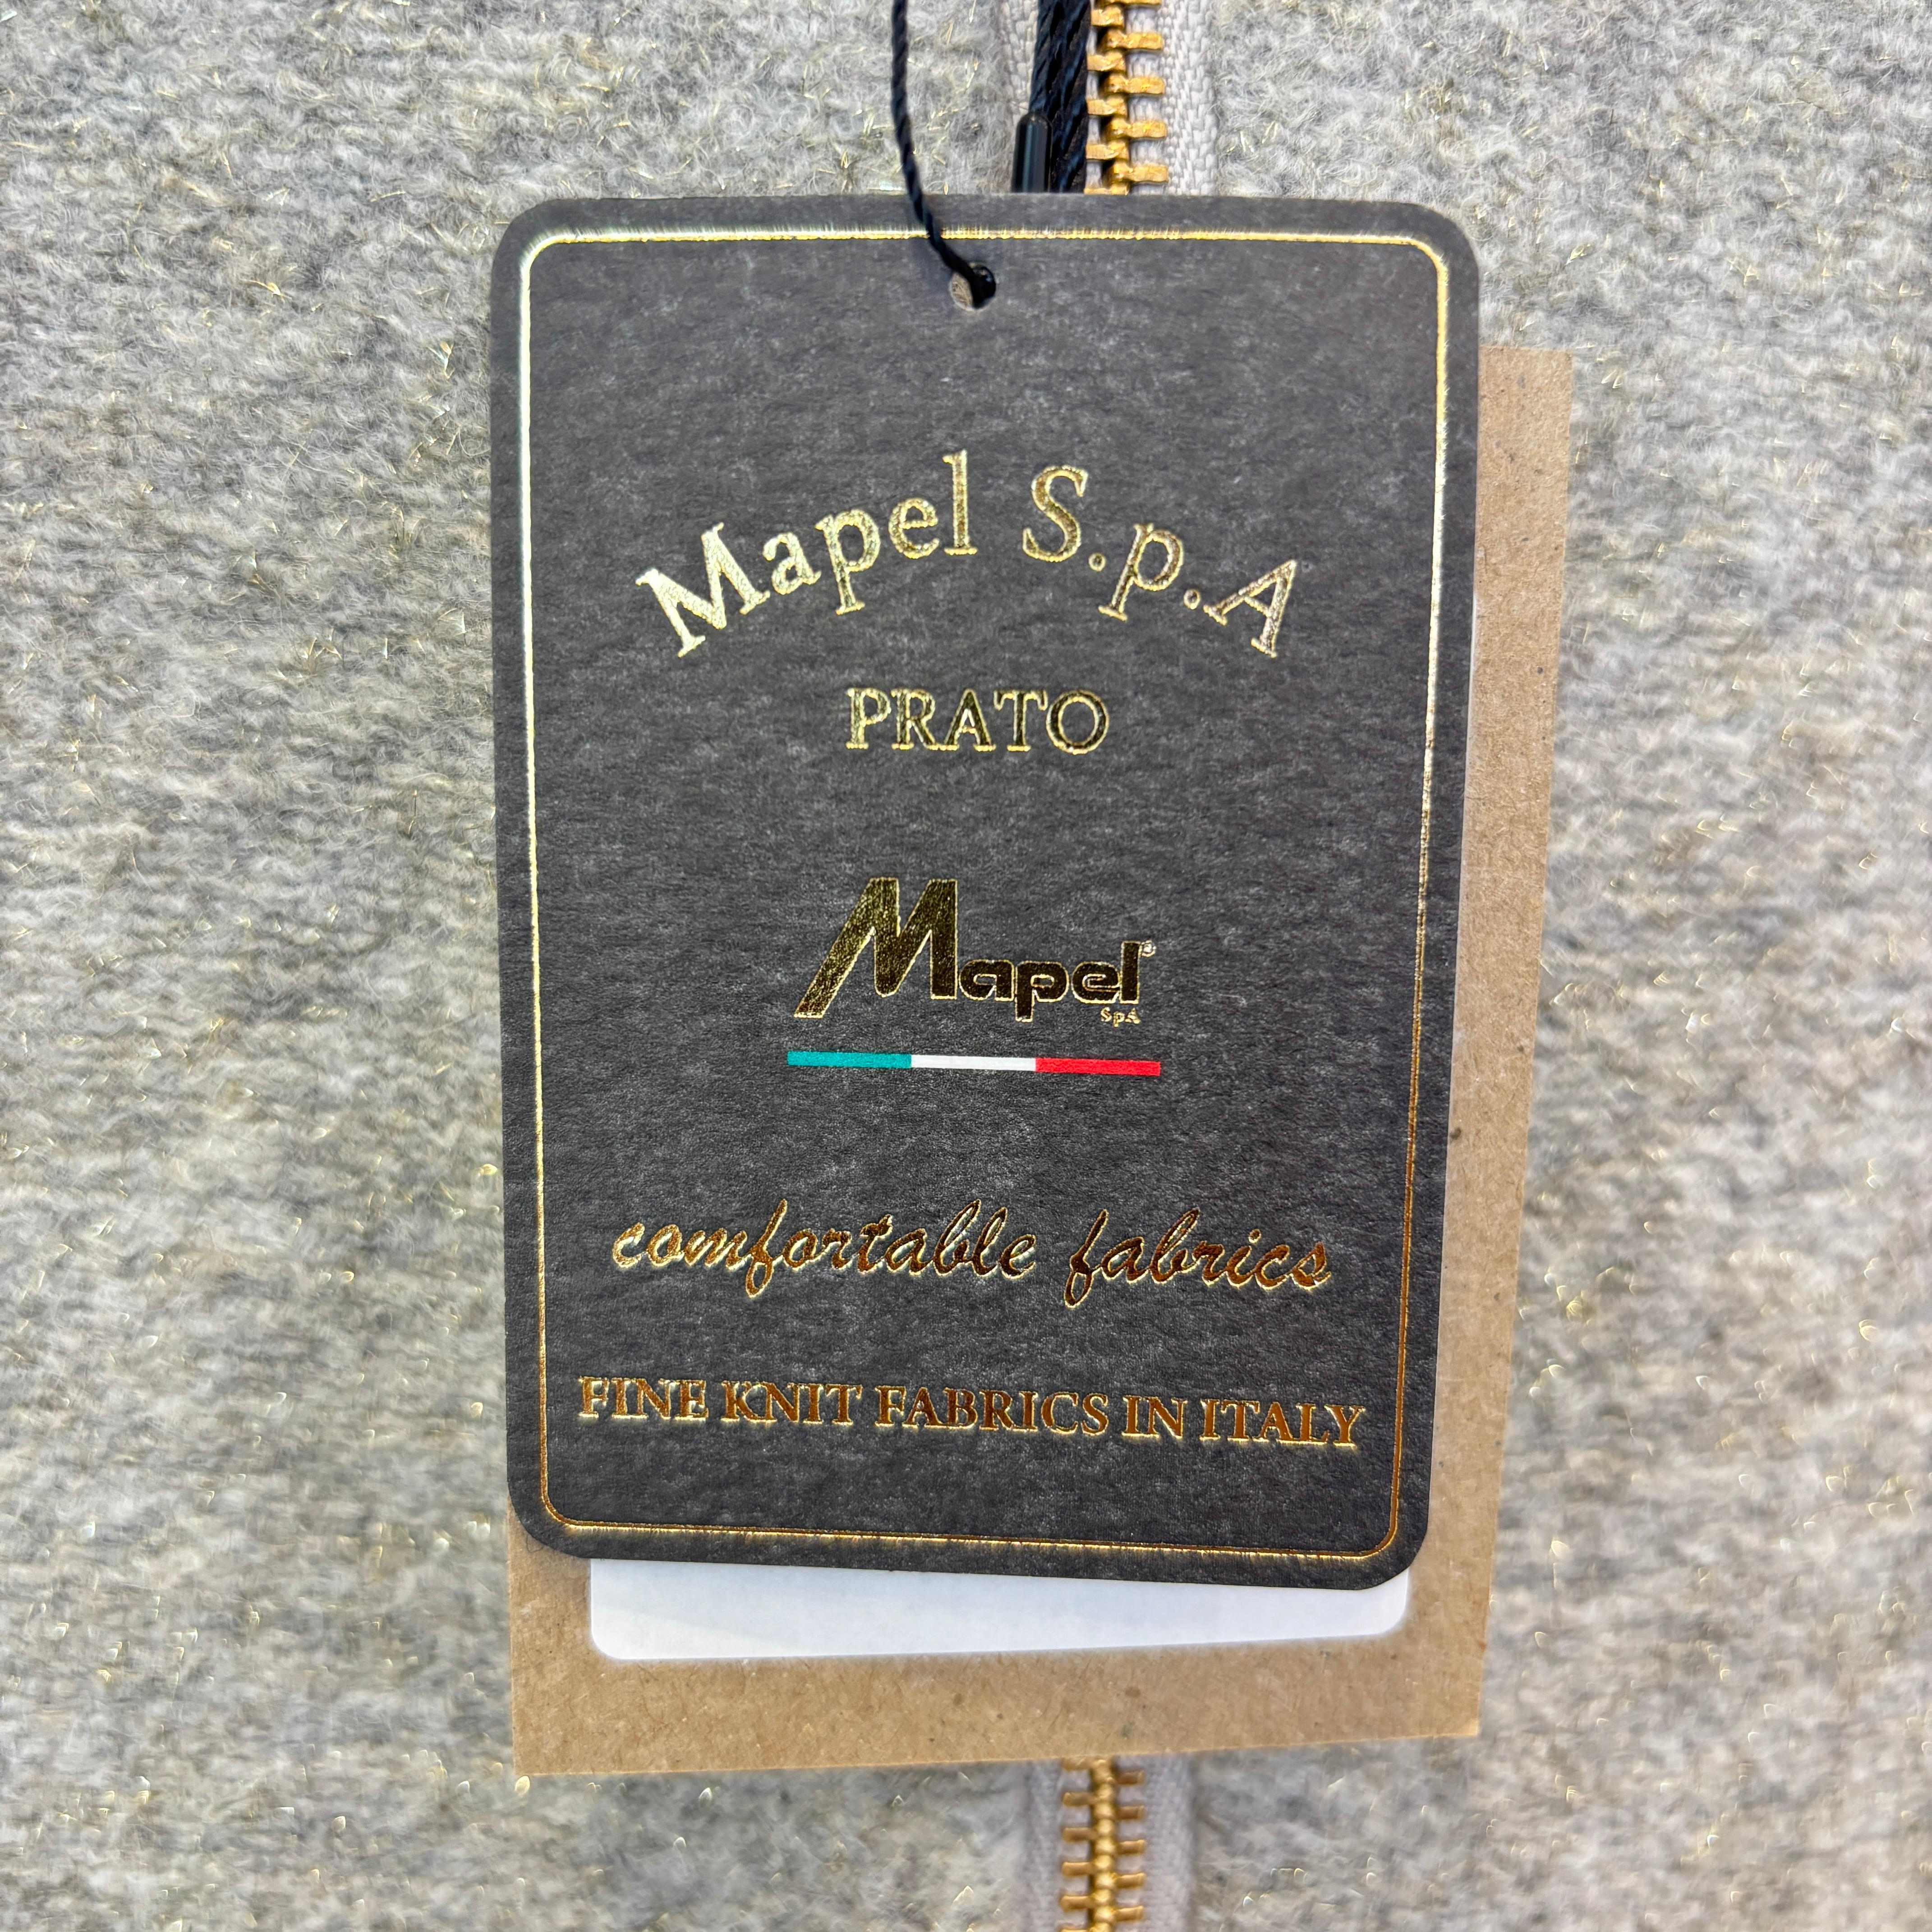 Mapel S.p.A
PRATO
Mapel®
SpA
comfortable fabrics
FINE KNIT FABRICS IN ITALY